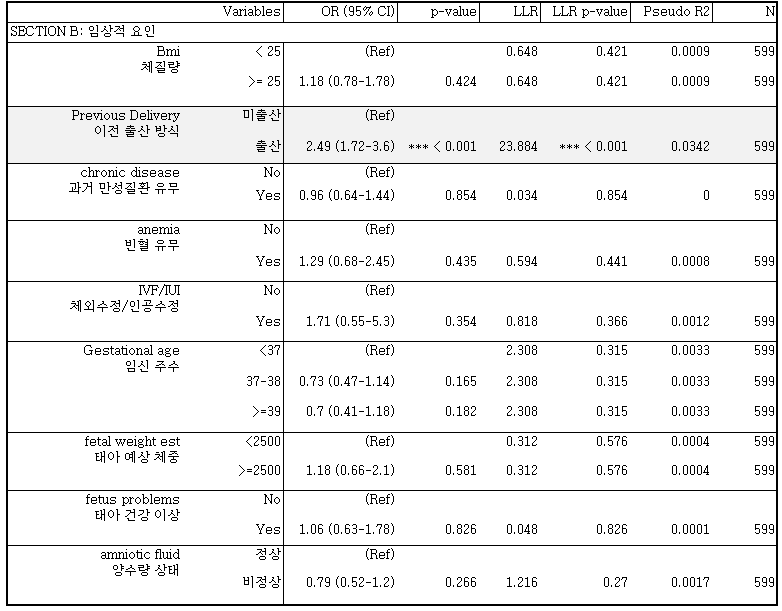 Variables OR (95% CI) p-value LLR LLR p-value Pseudo R2 N
SECTION B: 임상적 요인
Bmi < 25 (Ref) 0.648 0.421 0.0009 599
체질량
>= 25 1.18 (0.78-1.78) 0.424 0.648 0.421 0.0009 599
Previous Delivery 미출산 (Ref)
이전 출산 방식
출산 2.49 (1.72-3.6) *** < 0.001 23.884 *** < 0.001 0.0342 599
chronic disease No (Ref)
과거 만성질환 유무 Yes 0.96 (0.64-1.44) 0.854 0.034 0.854 0 599
anemia No (Ref)
빈혈 유무
Yes 1.29 (0.68-2.45) 0.435 0.594 0.441 0.0008 599
IVF/IUI No (Ref)
체외수정/인공수정
Yes 1.71 (0.55-5.3) 0.354 0.818 0.366 0.0012 599
Gestational age <37 (Ref) 2.308 0.315 0.0033 599
임신 주수
37-38 0.73 (0.47-1.14) 0.165 2.308 0.315 0.0033 599
>=39 0.7 (0.41-1.18) 0.182 2.308 0.315 0.0033 599
fetal weight est <2500 (Ref) 0.312 0.576 0.0004 599
태아 예상 체중
>=2500 1.18 (0.66-2.1) 0.581 0.312 0.576 0.0004 599
fetus problems No (Ref)
태아 건강 이상
Yes 1.06 (0.63-1.78) 0.826 0.048 0.826 0.0001 599
amniotic fluid 정상 (Ref)
양수량 상태
비정상 0.79 (0.52-1.2) 0.266 1.216 0.27 0.0017 599